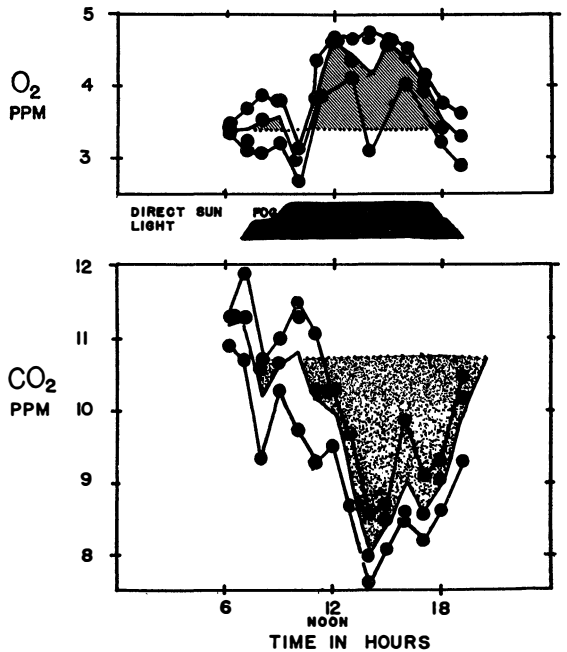 5
O2
PPM
4
3
DIRECT SUN FOG
LIGHT
12
11
CO2
PPM
10
9
8
6 12 18
NOON
TIME IN HOURS